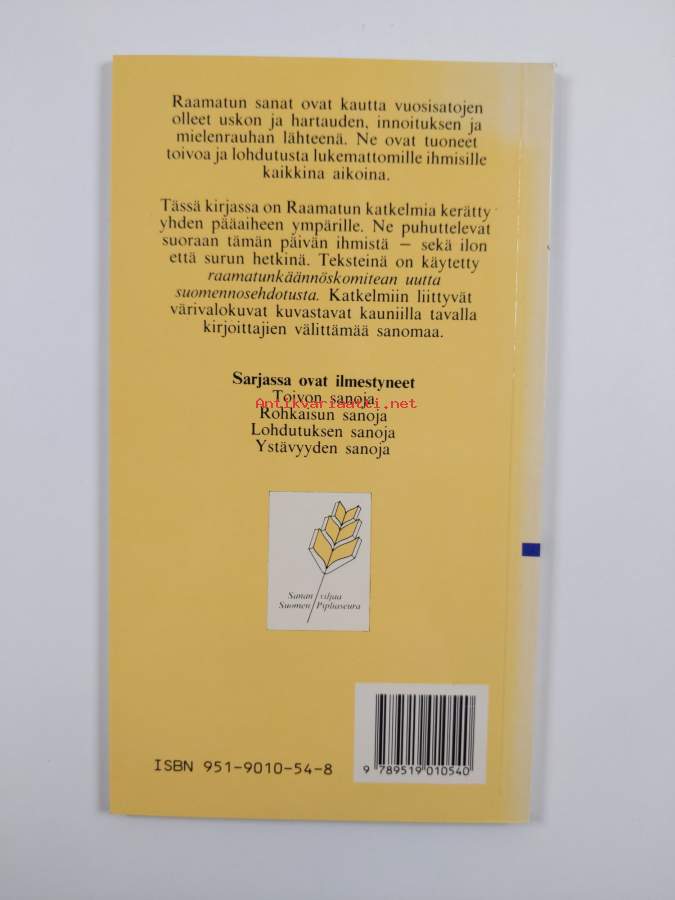 Raamatun sanat ovat kautta vuosisatojen
olleet uskon ja hartauden, innoituksen ja
mielenrauhan lähteenä. Ne ovat tuoneet
toivoa ja lohdutusta lukemattomille ihmisille
kaikkina aikoina.
Tässä kirjassa on Raamatun katkelmia kerätty
yhden pääaiheen ympärille. Ne puhuttelevat
suoraan tämän päivän ihmistä — sekä ilon
että surun hetkinä. Teksteinä on käytetty
raamatunkäännöskomitean uutta
suomennosehdotusta. Katkelmiin liittyvät
värivalokuvat kuvastavat kauniilla tavalla
kirjoittajien välittämää sanomaa.
Sarjassa ovat ilmestyneet
Toivon sanoja
Antikvariaatti.net
Rohkaisun sanoja
Lohdutuksen sanoja
Ystävyyden sanoja
Sanan viljaa
Suomen Pipliaseura
ISBN 951-9010-54-8
9 789519 010540